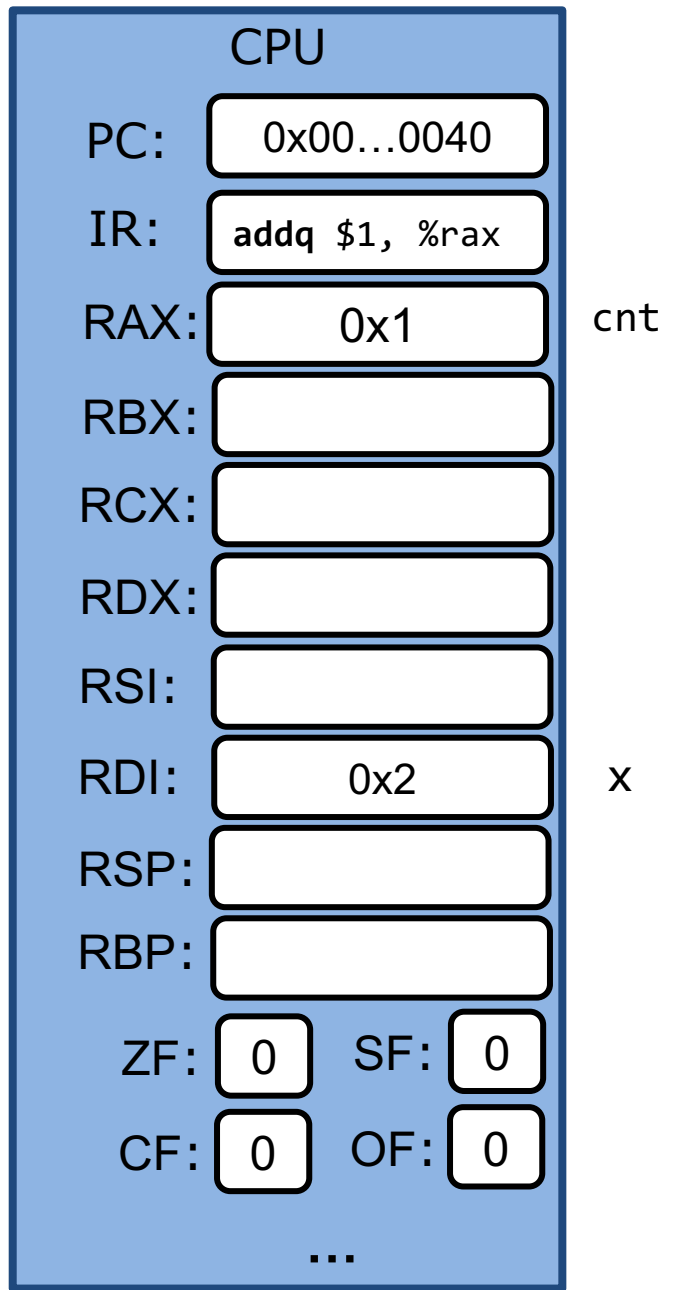 CPU
PC: 0x00…0040
IR: addq $1, %rax
RAX: 0x1 cnt
RBX:
RCX:
RDX:
RSI:
RDI: 0x2 x
RSP:
RBP:
ZF: 0 SF: 0
CF: 0 OF: 0
…